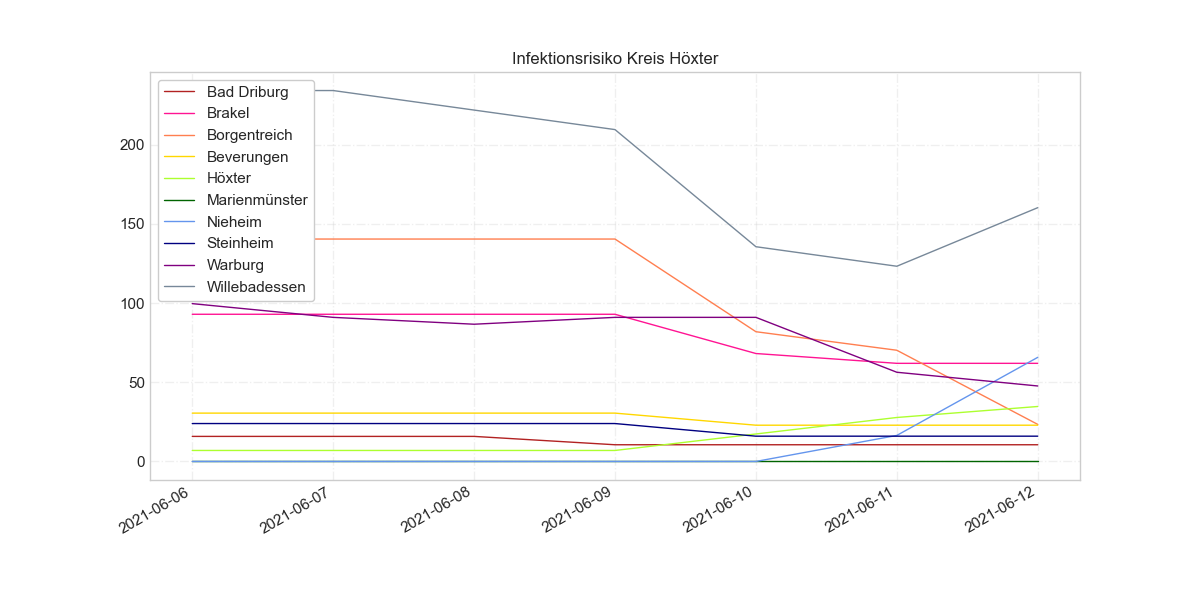 Infektionsrisiko Kreis Höxter
Bad Driburg
Brakel
Borgentreich
Beverungen
Höxter
Marienmünster
Nieheim
Steinheim
Warburg
Willebadessen
200
150
100
50
0
2021-06-06
2021-06-07
2021-06-08
2021-06-09
2021-06-10
2021-06-11
2021-06-12